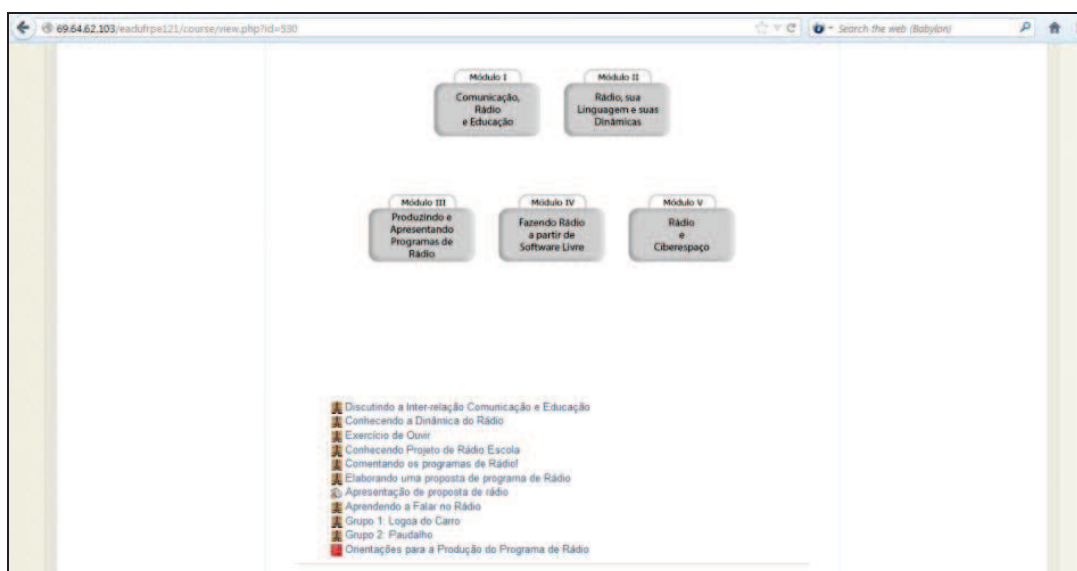 69.64.62.103/eadufrpe121/course/view.php?id=530
Search the web (Babylon)
Módulo I
Comunicação,
Rádio
e Educação
Módulo II
Rádio, sua
Linguagem e suas
Dinâmicas
Módulo III
Produzindo e
Apresentando
Programas de
Rádio
Módulo IV
Fazendo Rádio
a partir de
Software Livre
Módulo V
Rádio
e
Ciberespaço
Discutindo a Inter-relação Comunicação e Educação
Conhecendo a Dinâmica do Rádio
Exercício de Ouvir
Conhecendo Projeto de Rádio Escola
Comentando os programas de Rádio!
Elaborando uma proposta de programa de Rádio
Apresentação de proposta de rádio
Aprendendo a Falar no Rádio
Grupo 1: Logoa do Carro
Grupo 2: Paudalho
Orientações para a Produção do Programa de Rádio